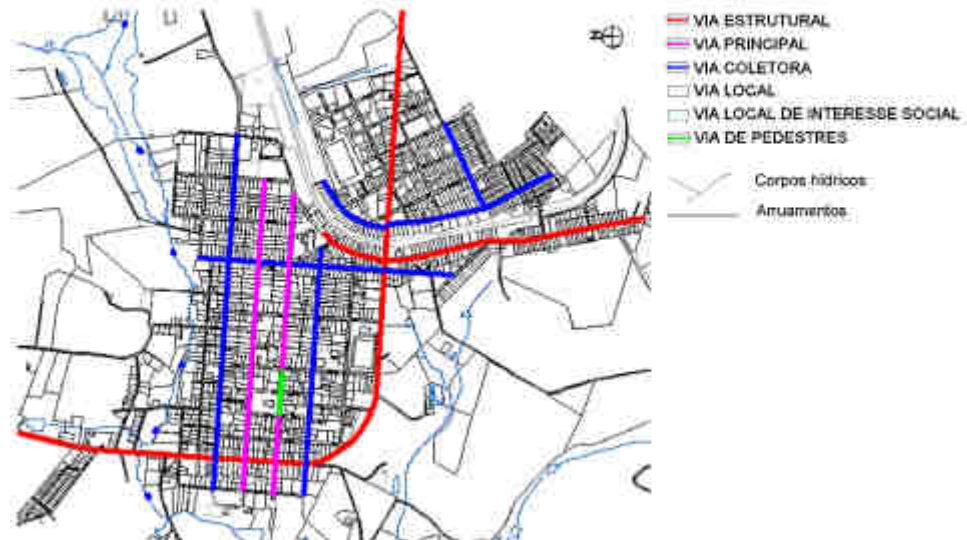 VIA ESTRUTURAL
VIA PRINCIPAL
VIA COLETORA
VIA LOCAL
VIA LOCAL DE INTERESSE SOCIAL
VIA DE PEDESTRES
Corpos hídricos
Arruamentos